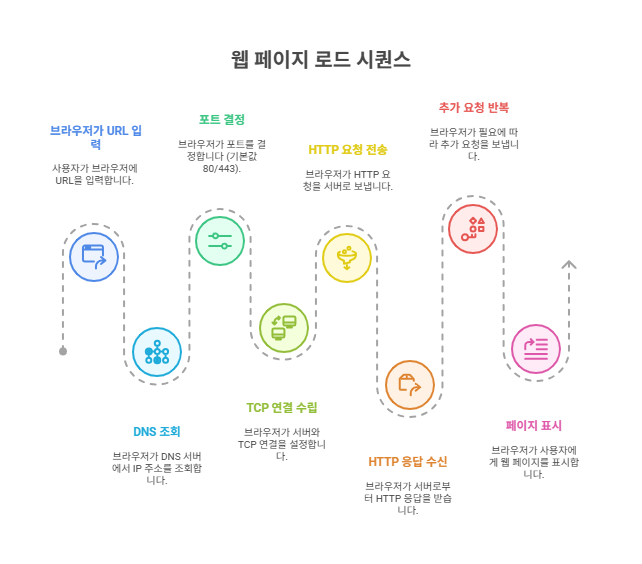 웹 페이지 로드 시퀀스
브라우저가 URL 입
력
사용자가 브라우저에
URL을 입력합니다.
DNS 조회
브라우저가 DNS 서버
에서 IP 주소를 조회합
니다.
포트 결정
브라우저가 포트를 결
정합니다 (기본값
80/443).
TCP 연결 수립
브라우저가 서버와
TCP 연결을 설정합니
다.
HTTP 요청 전송
브라우저가 HTTP 요
청을 서버로 보냅니다.
HTTP 응답 수신
브라우저가 서버로부
터 HTTP 응답을 받습
니다.
추가 요청 반복
브라우저가 필요에 따
라 추가 요청을 보냅니
다.
페이지 표시
브라우저가 사용자에
게 웹 페이지를 표시합
니다.